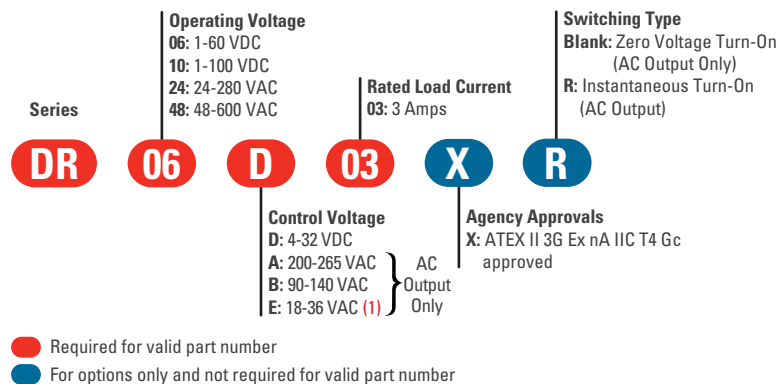 Operating Voltage
06: 1-60 VDC
10: 1-100 VDC
24: 24-280 VAC
48: 48-600 VAC
Switching Type
Blank: Zero Voltage Turn-On
(AC Output Only)
R: Instantaneous Turn-On
(AC Output)
Rated Load Current
03: 3 Amps
Series
DR 06 D 03 X R
Control Voltage
D: 4-32 VDC
A: 200-265 VAC
B: 90-140 VAC
E: 18-36 VAC (1)
AC
Output
Only
Agency Approvals
X: ATEX II 3G Ex nA IIC T4 Gc
approved
Required for valid part number
For options only and not required for valid part number